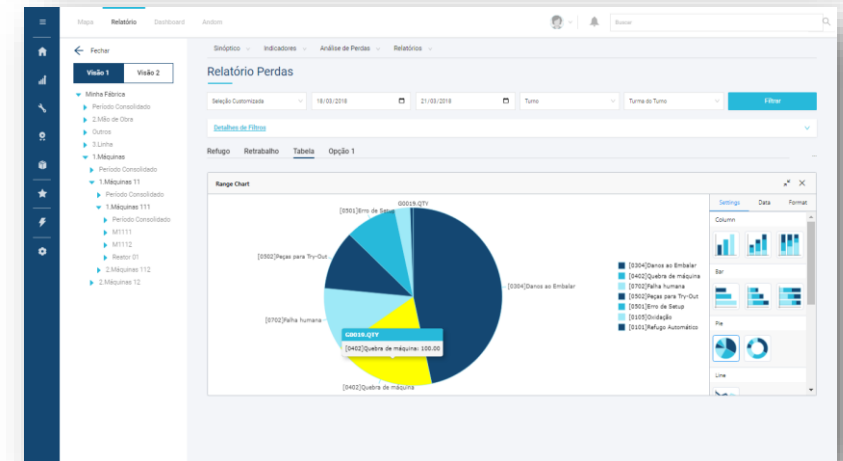 Mapa Relatório Dashboard Andom
Buscar
Fechar
Visão 1 Visão 2
Minha Fábrica
Período Consolidado
2.Mão de Obra
Outros
3.Linha
1.Máquinas
Período Consolidado
1.Máquinas 11
Período Consolidado
1.Máquinas 111
Período Consolidado
M1111
M1112
Reator 01
2.Máquinas 112
2.Máquinas 12
Sinóptico Indicadores Análise de Perdas Relatórios
Relatório Perdas
Seleção Customizada 18/03/2018 21/03/2018 Turno Turma do Turno Filtrar
Detalhes de Filtros
Refugo Retrabalho Tabela Opção 1
Range Chart
G0019.QTY
[0501]Erro de Setup
[0502]Peças para Try-Out
[0304]Danos ao Embalar
[0702]Falha humana
G0019.QTY
[0402]Quebra de máquina: 100.00
[0402]Quebra de máquina
[0304]Danos ao Embalar
[0402]Quebra de máquina
[0702]Falha humana
[0502]Peças para Try-Out
[0501]Erro de Setup
[0105]Oxidação
[0101]Refugo Automático
Settings Data Format
Column
Bar
Pie
Line